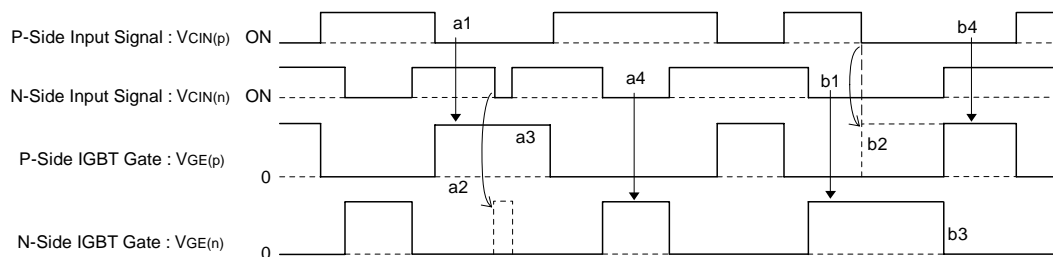 a1
b4
P-Side Input Signal : VCIN(p) ON
a4
b1
N-Side Input Signal : VCIN(n) ON
a3
b2
P-Side IGBT Gate : VGE(p)
0
a2
N-Side IGBT Gate : VGE(n)
b3
0